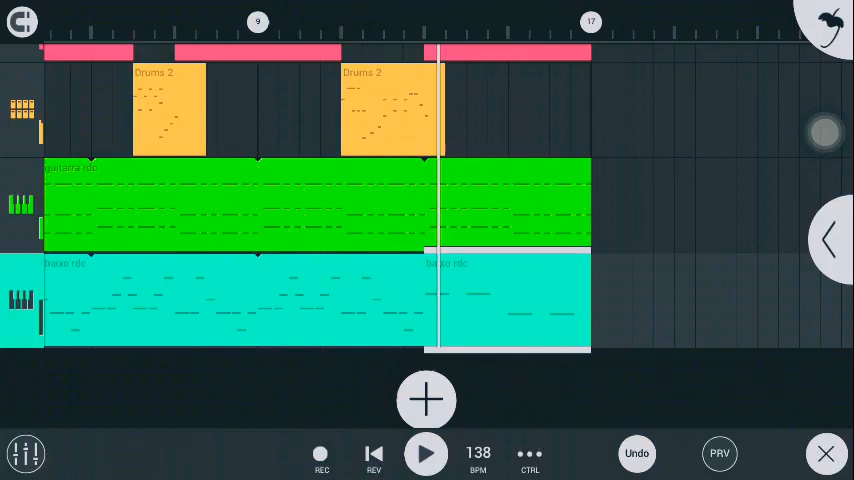 9
17
Drums 2
Drums 2
guitarra rdc
baixo rdc
baixo rdc
138
Undo
PRV
REC
REV
BPM
CTRL